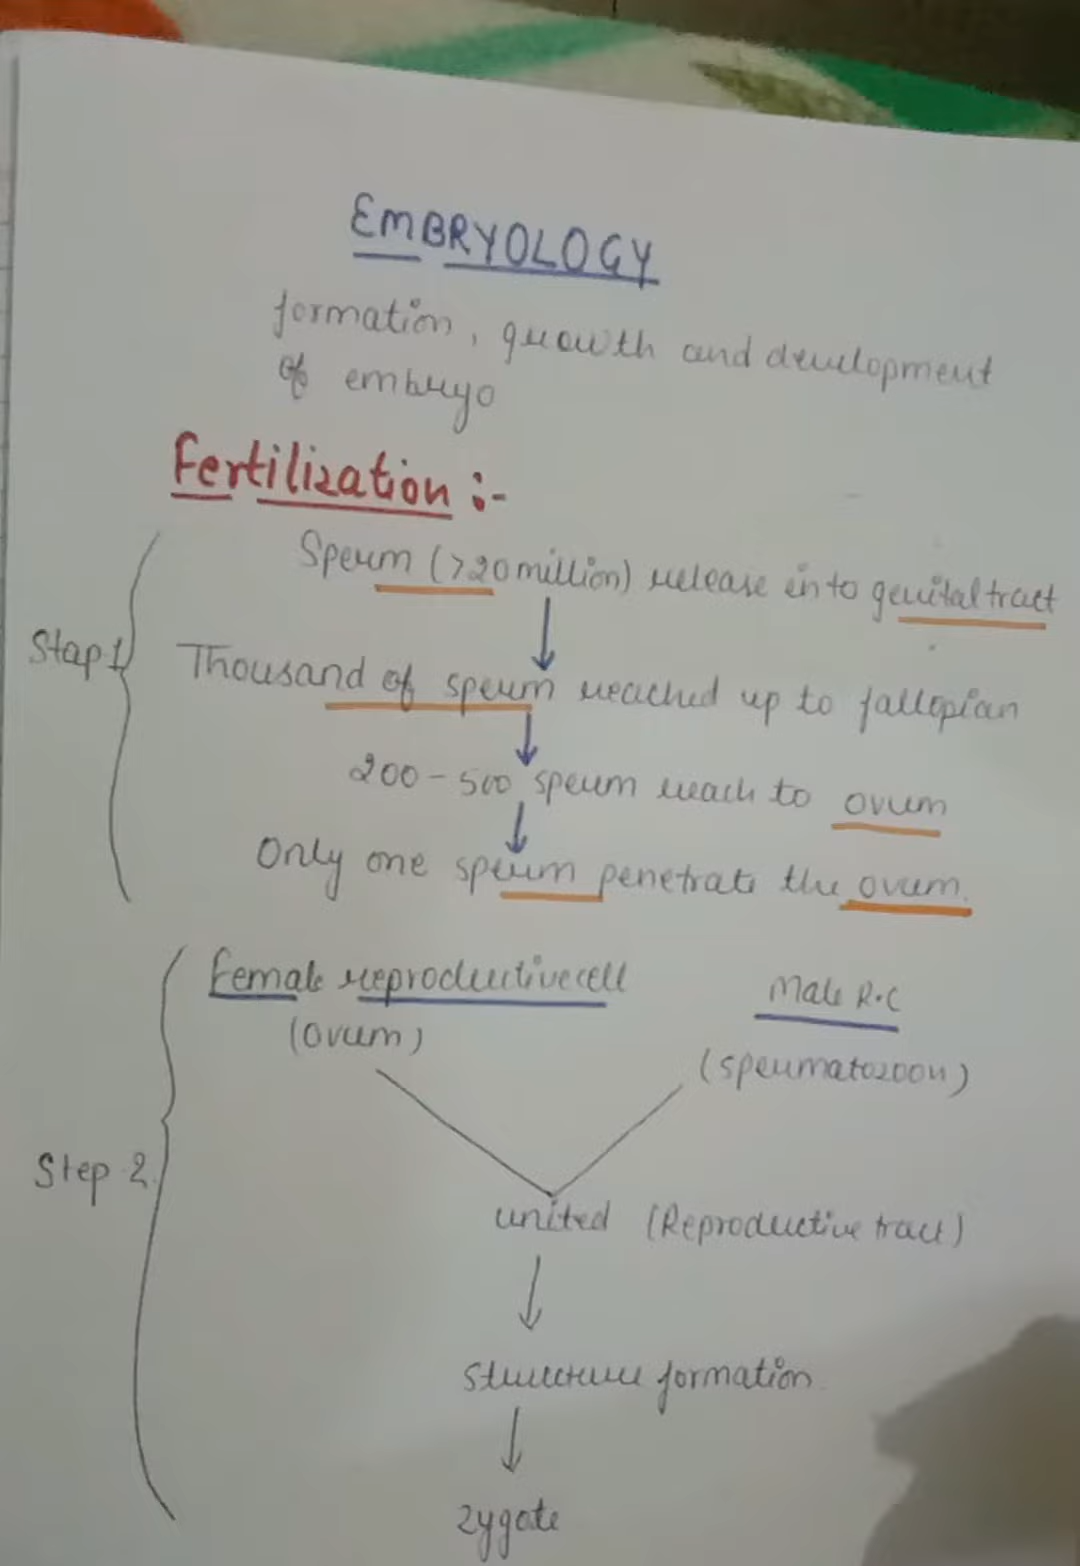 EMBRYOLOGY
formation, growth and development
of embryo
Fertilization :-
Sperm (>20 million) release into genital tract
Stap 1
Thousand of sperm reached up to fallopian
200-500 sperm reach to ovum
Only one sperm penetrate the ovum.
Female reproductive cell
Male R.C
(ovum)
(spermatozoon)
Step 2.
united (Reproductive tract)
structure formation
zygate